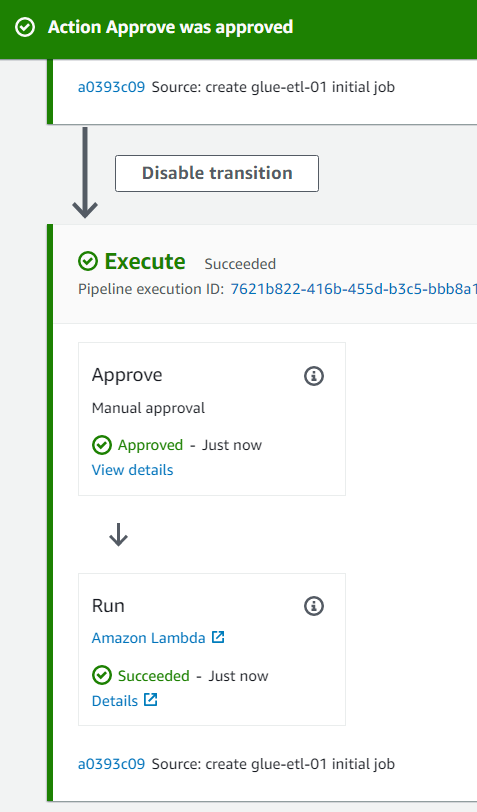 Action Approve was approved
a0393c09 Source: create glue-etl-01 initial job
Disable transition
Execute Succeeded
Pipeline execution ID: 7621b822-416b-455d-b3c5-bbb8a1
Approve
Manual approval
Approved - Just now
View details
Run
Amazon Lambda
Succeeded - Just now
Details
a0393c09 Source: create glue-etl-01 initial job